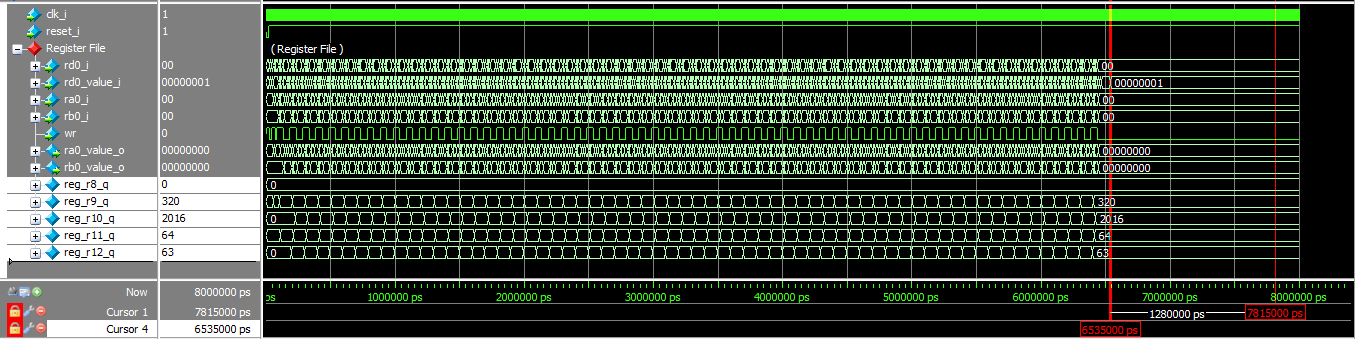 clk_i 1
reset_i 1
Register File ( Register File )
rd0_i 00 00
rd0_value_i 00000001 00000001
ra0_i 00 00
rb0_i 00 00
wr 0
ra0_value_o 00000000 00000000
rb0_value_o 00000000 00000000
reg_r8_q 0 0
reg_r9_q 320 320
reg_r10_q 2016 0 2016
reg_r11_q 64 64
reg_r12_q 63 0 63
Now 8000000 ps ps 1000000 ps 2000000 ps 3000000 ps 4000000 ps 5000000 ps 6000000 ps 7000000 ps 8000000 ps
Cursor 1 7815000 ps 1280000 ps 7815000 ps
Cursor 4 6535000 ps 6535000 ps